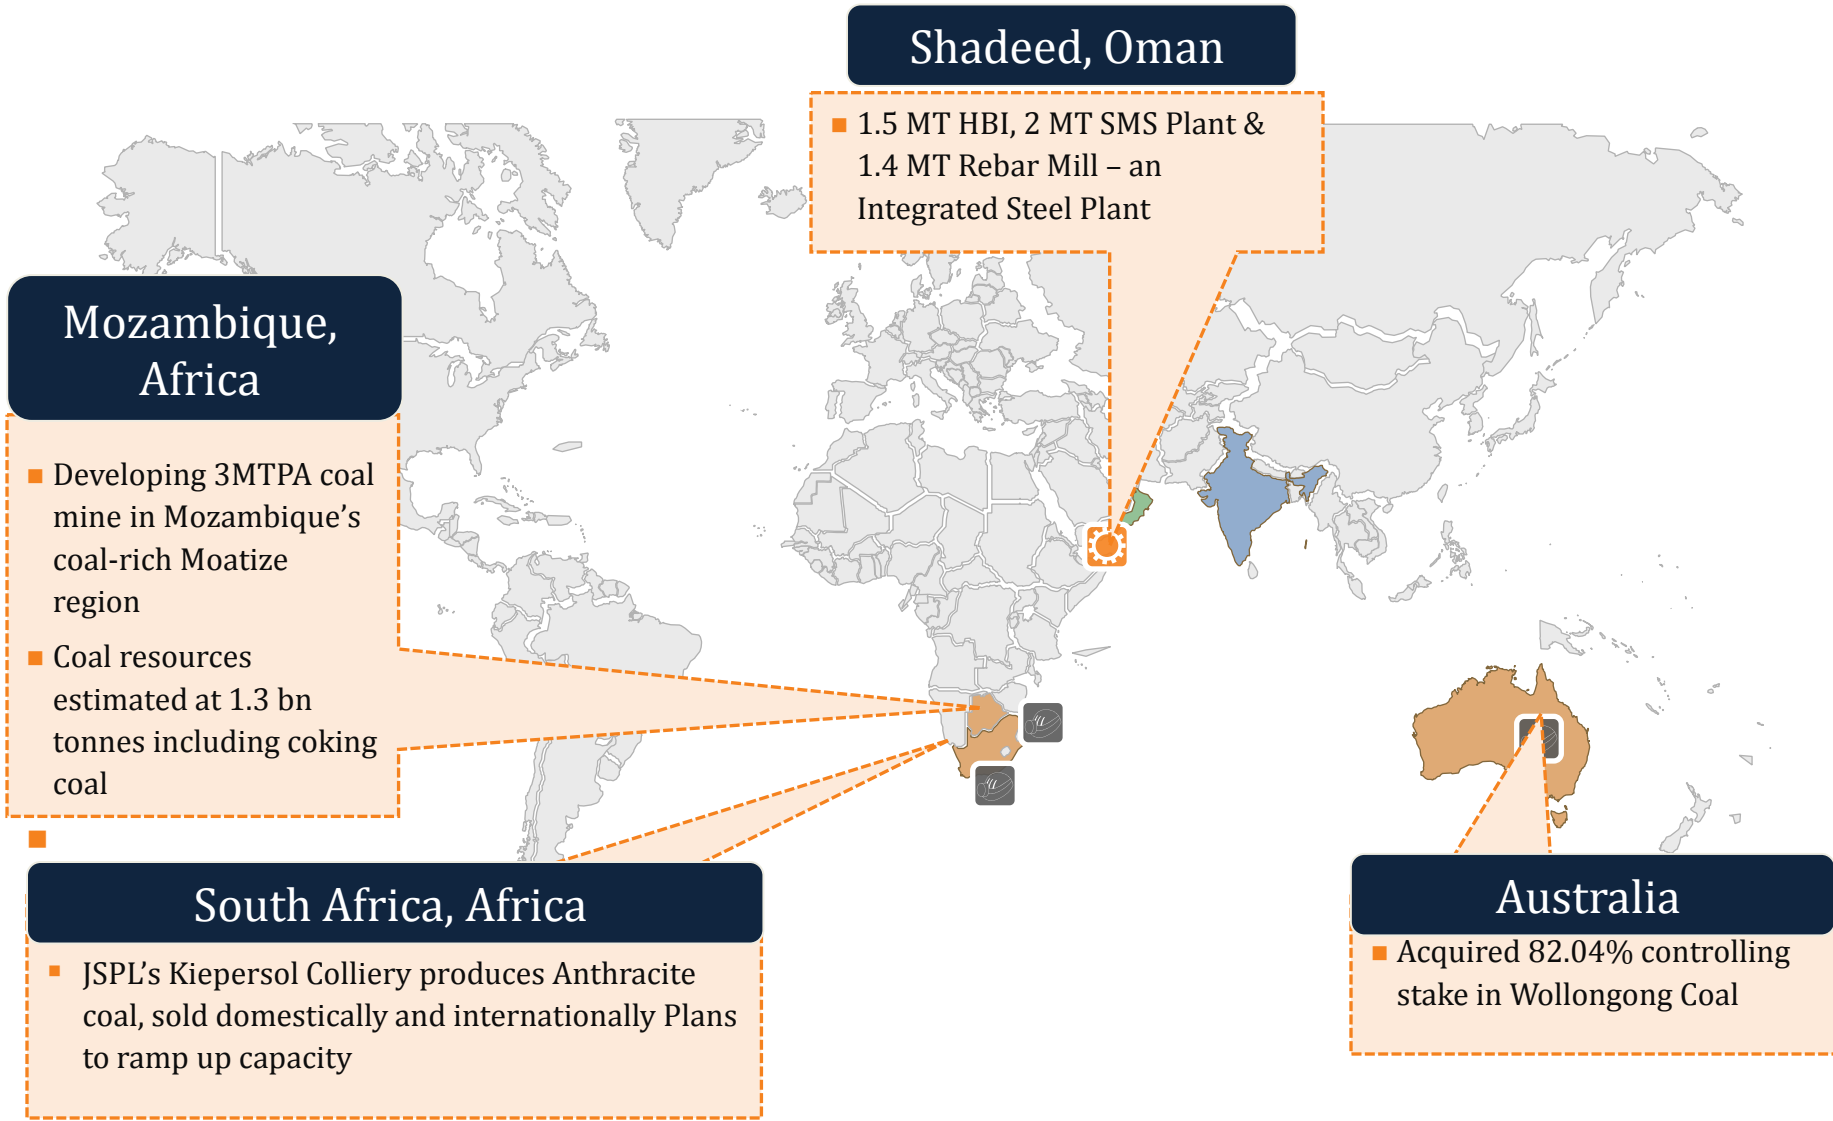 Shadeed, Oman
1.5 MT HBI, 2 MT SMS Plant &
1.4 MT Rebar Mill – an
Integrated Steel Plant
Mozambique,
Africa
Developing 3MTPA coal
mine in Mozambique’s
coal-rich Moatize
region
Coal resources
estimated at 1.3 bn
tonnes including coking
coal
South Africa, Africa
JSPL’s Kiepersol Colliery produces Anthracite
coal, sold domestically and internationally Plans
to ramp up capacity
Australia
Acquired 82.04% controlling
stake in Wollongong Coal